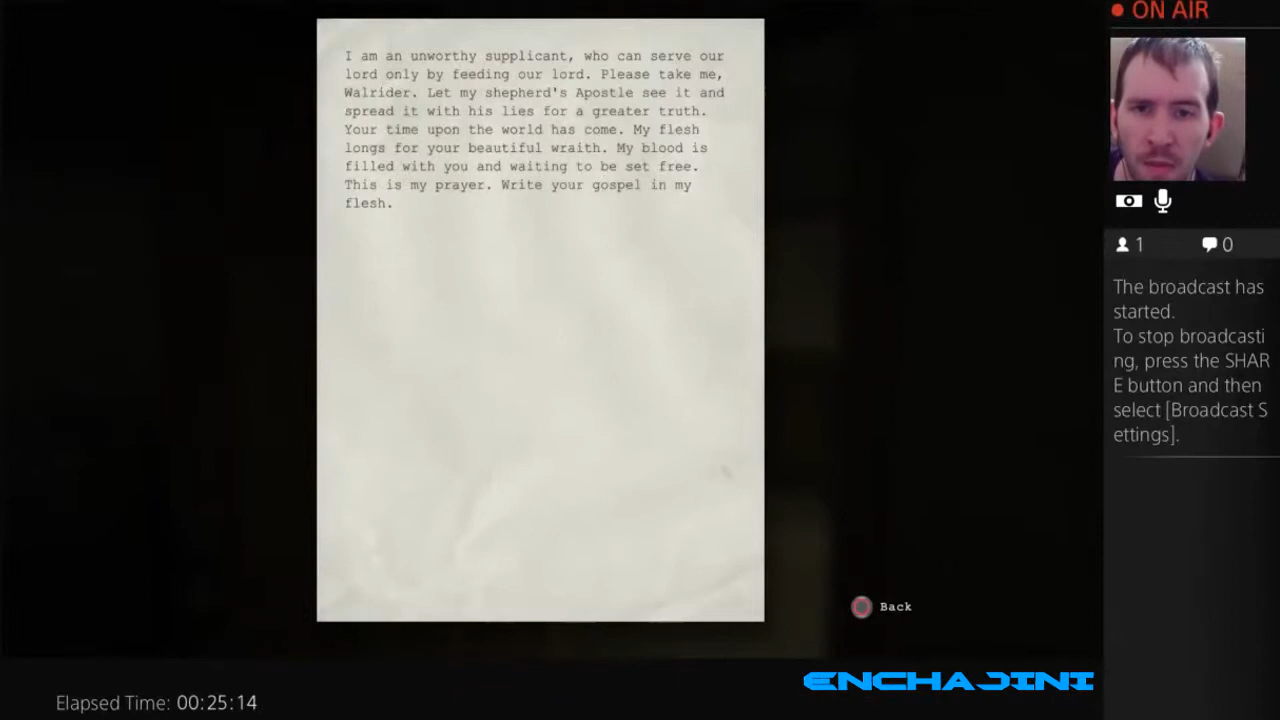 I am an unworthy supplicant, who can serve our
lord only by feeding our lord. Please take me,
Walrider. Let my shepherd's Apostle see it and
spread it with his lies for a greater truth.
Your time upon the world has come. My flesh
longs for your beautiful wraith. My blood is
filled with you and waiting to be set free.
This is my prayer. Write your gospel in my
flesh.
Back
ENCHAJINI
Elapsed Time: 00:25:14
ON AIR
1
0
The broadcast has
started.
To stop broadcasti
ng, press the SHAR
E button and then
select [Broadcast S
ettings].